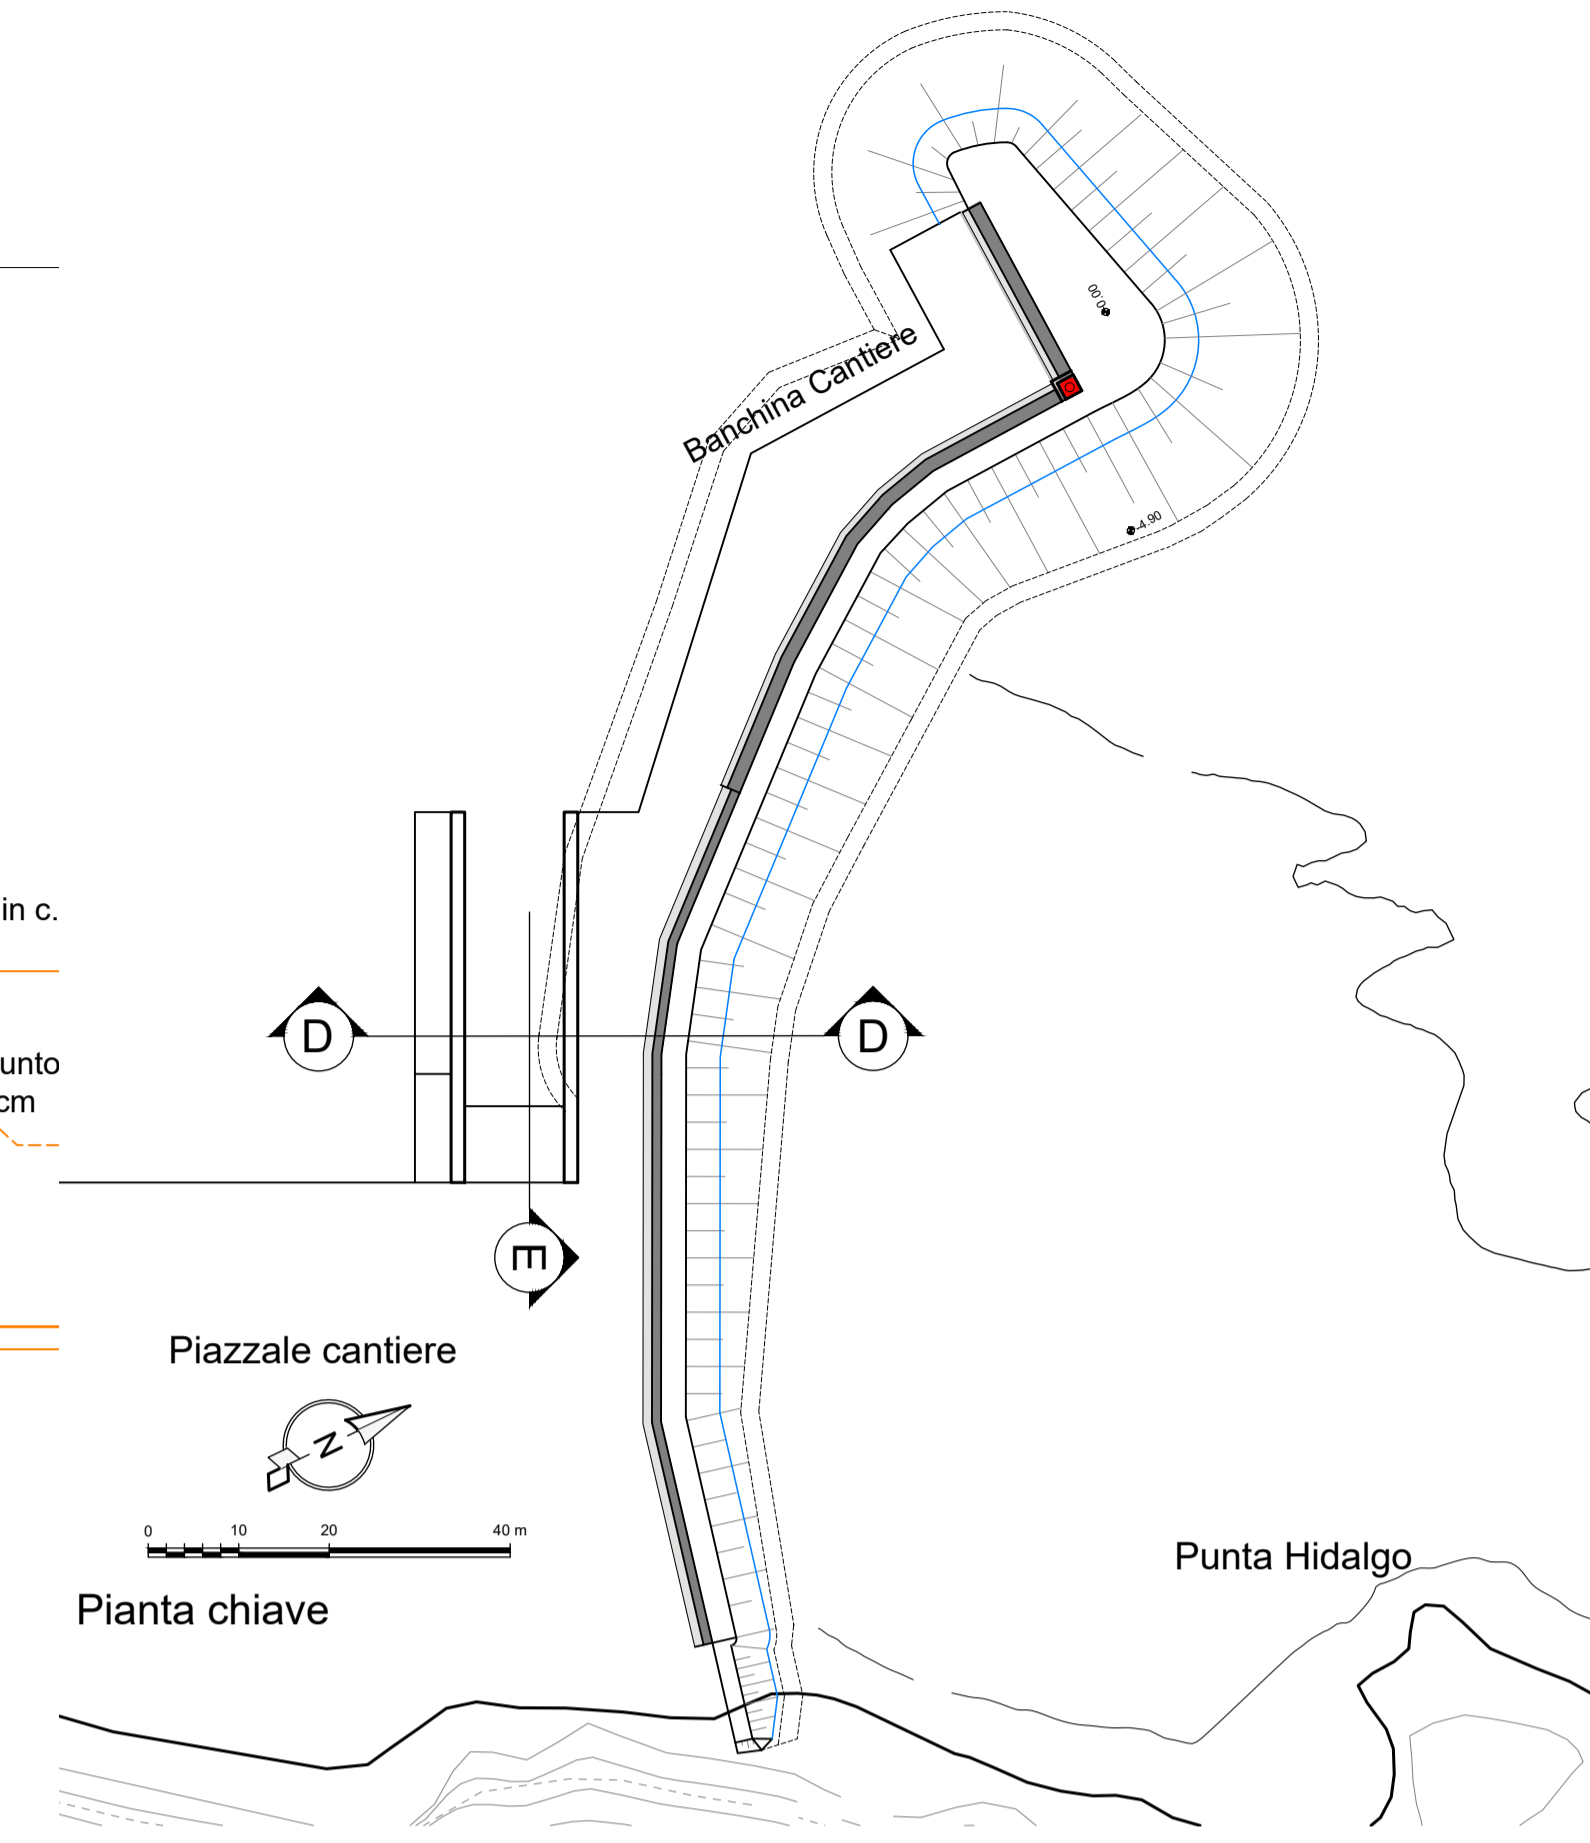 0.00
Banchina Cantiere
-4.90
in c.
D
D
unto
cm
E
Piazzale cantiere
N
0 10 20 40 m
Punta Hidalgo
Pianta chiave